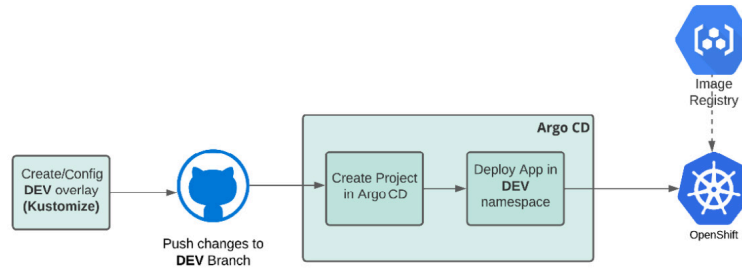 Create/Config
DEV overlay
(Kustomize)
Push changes to
DEV Branch
Argo CD
Create Project
in Argo CD
Deploy App in
DEV
namespace
Image
Registry
OpenShift